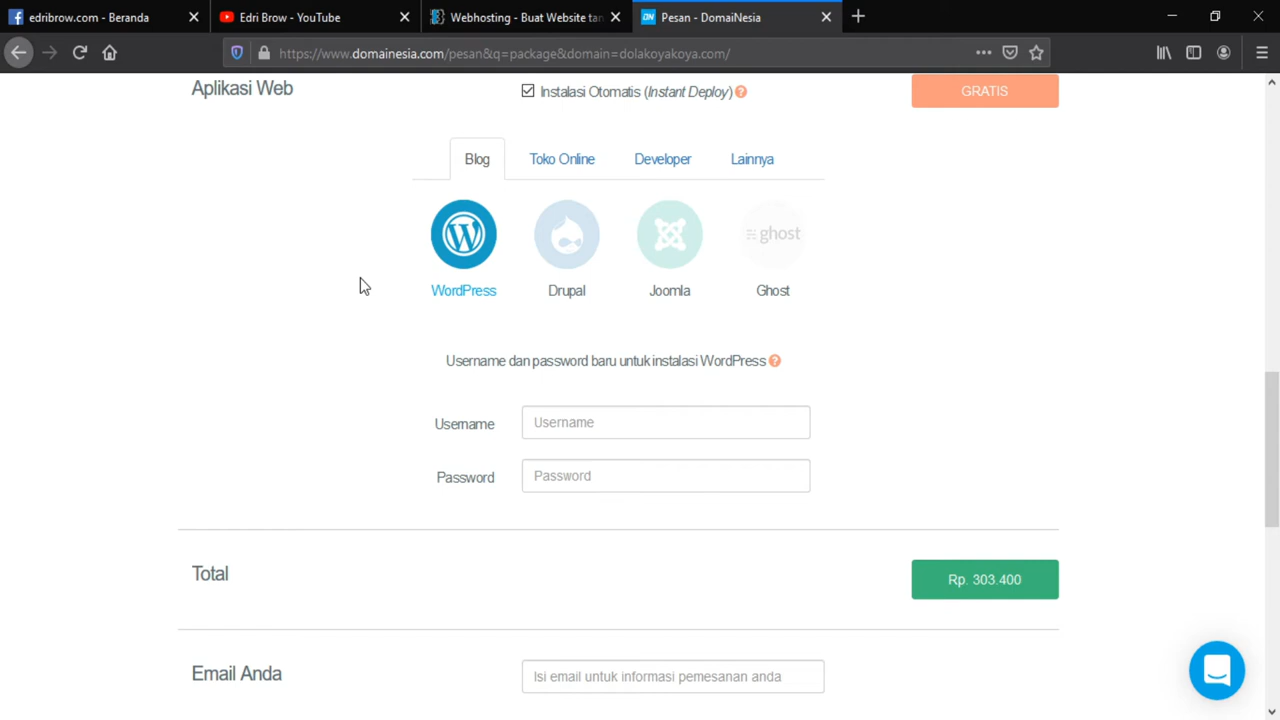 edribrow.com - Beranda
Edri Brow - YouTube
Webhosting - Buat Website tan
DN Pesan - DomaiNesia
https://www.domainesia.com/pesan&q=package&domain=dolakoyakoya.com/
Aplikasi Web
Instalasi Otomatis (Instant Deploy) ?
GRATIS
Blog
Toko Online
Developer
Lainnya
ghost
WordPress
Drupal
Joomla
Ghost
Username dan password baru untuk instalasi WordPress ?
Username
Username
Password
Password
Total
Rp. 303.400
Email Anda
Isi email untuk informasi pemesanan anda